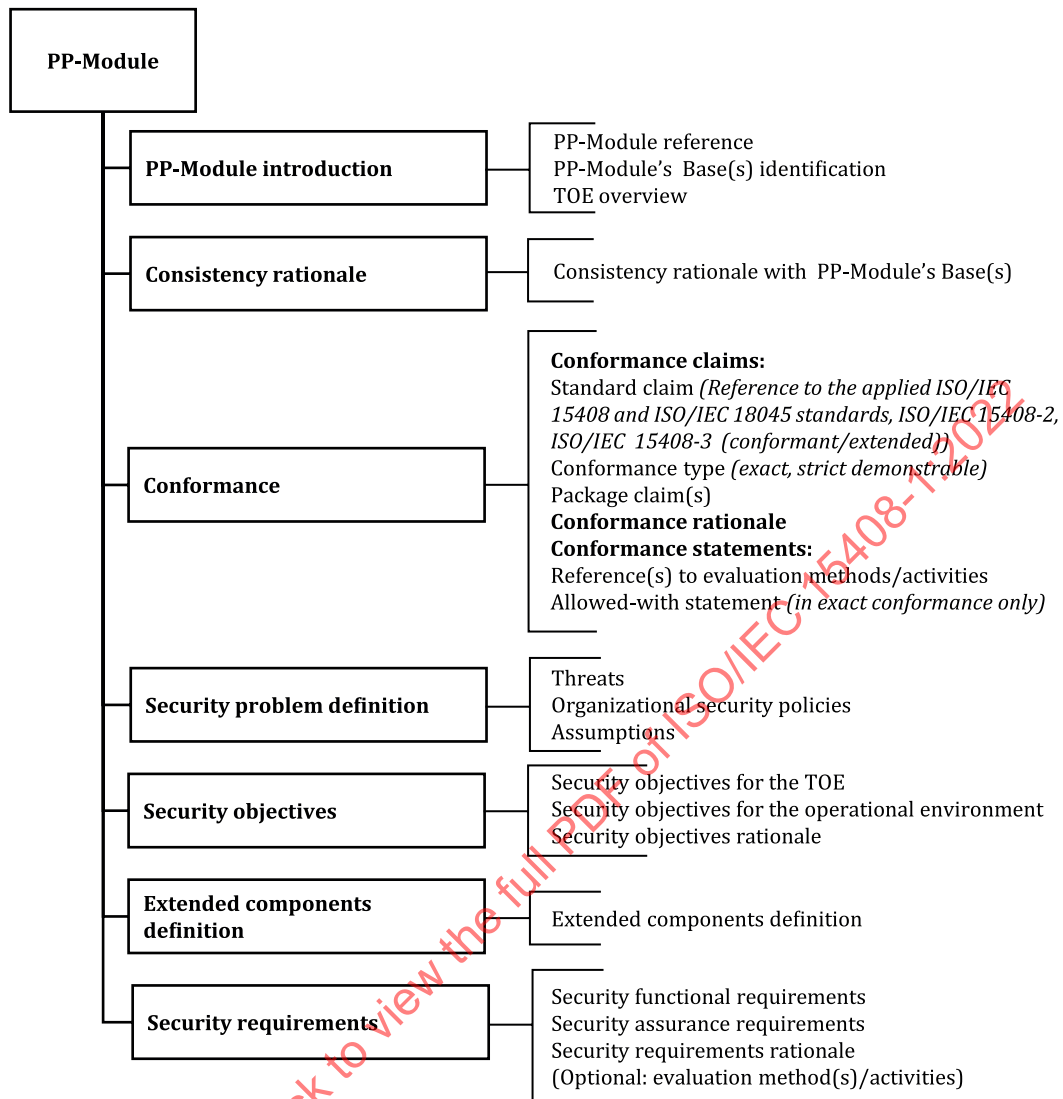 PP-Module
PP-Module introduction
PP-Module reference
PP-Module’s Base(s) identification
TOE overview
Consistency rationale
Consistency rationale with PP-Module’s Base(s)
Conformance
Conformance claims:
Standard claim (Reference to the applied ISO/IEC
15408 and ISO/IEC 18045 standards, ISO/IEC 15408-2,
ISO/IEC 15408-3 (conformant/extended))
Conformance type (exact, strict demonstrable)
Package claim(s)
Conformance rationale
Conformance statements:
Reference(s) to evaluation methods/activities
Allowed-with statement (in exact conformance only)
Security problem definition
Threats
Organizational security policies
Assumptions
Security objectives
Security objectives for the TOE
Security objectives for the operational environment
Security objectives rationale
Extended components
definition
Extended components definition
Security requirements
Security functional requirements
Security assurance requirements
Security requirements rationale
(Optional: evaluation method(s)/activities)
to view the full PDF of ISO/IEC 15408-1:2022